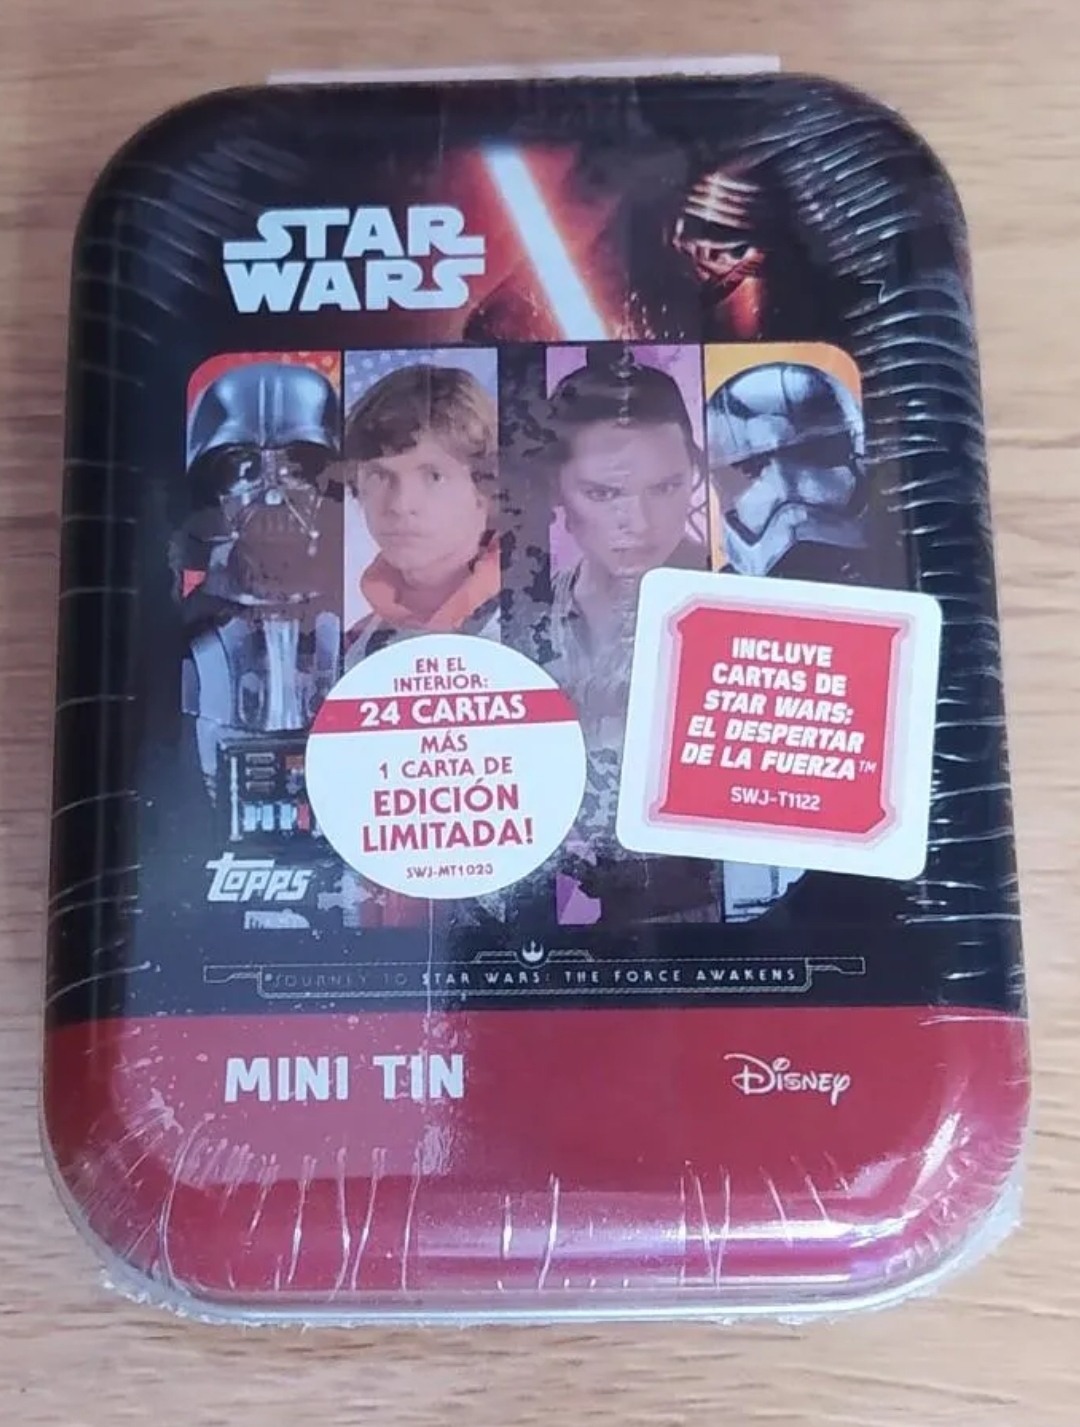 STAR
WARS
EN EL
INTERIOR:
24 CARTAS
MÁS
1 CARTA DE
EDICIÓN
LIMITADA!
SWJ-MT1023
INCLUYE
CARTAS DE
STAR WARS:
EL DESPERTAR
DE LA FUERZA™
SWJ-T1122
topps
JOURNEY TO STAR WARS: THE FORCE AWAKENS
MINI TIN
Disney